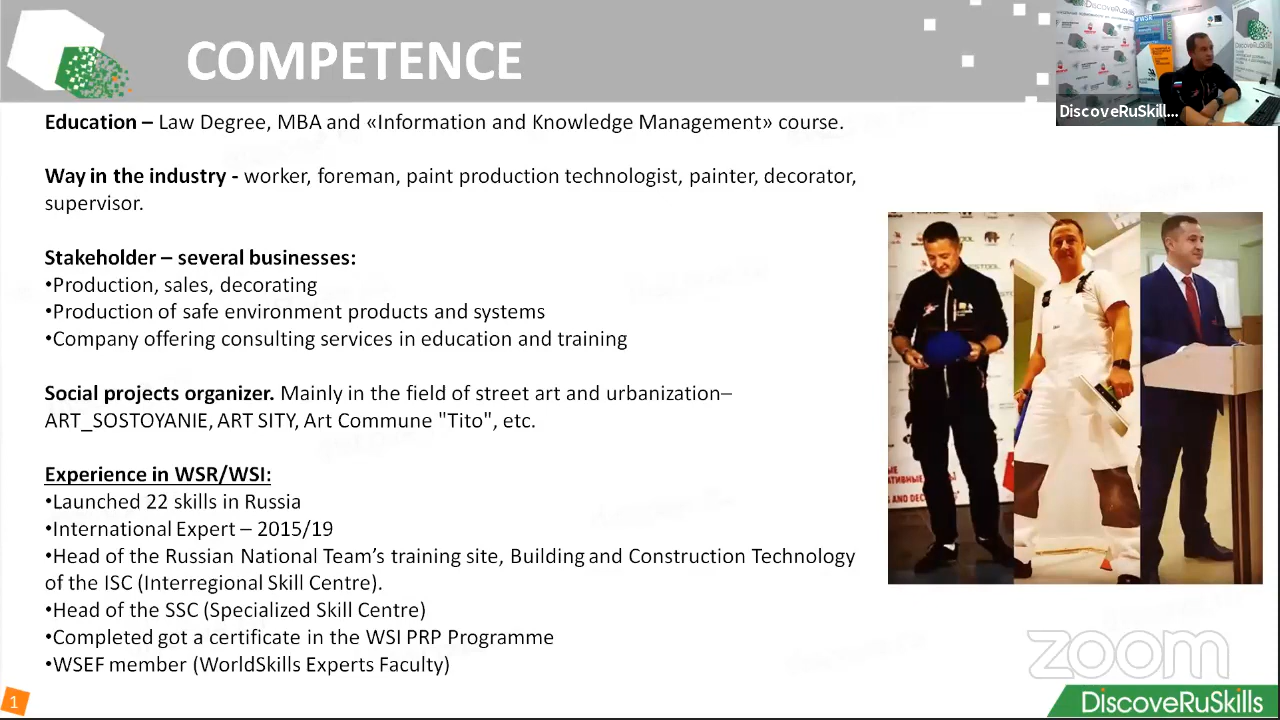 COMPETENCE
#WSR
DiscoveRuSkills
DiscoveRuSkill...
Education – Law Degree, MBA and «Information and Knowledge Management» course.
Way in the industry - worker, foreman, paint production technologist, painter, decorator,
supervisor.
Stakeholder – several businesses:
•Production, sales, decorating
•Production of safe environment products and systems
•Company offering consulting services in education and training
Social projects organizer. Mainly in the field of street art and urbanization–
ART_SOSTOYANIE, ART SITY, Art Commune "Tito", etc.
Experience in WSR/WSI:
•Launched 22 skills in Russia
•International Expert – 2015/19
•Head of the Russian National Team’s training site, Building and Construction Technology
of the ISC (Interregional Skill Centre).
•Head of the SSC (Specialized Skill Centre)
•Completed got a certificate in the WSI PRP Programme
•WSEF member (WorldSkills Experts Faculty)
zoom
1
DiscoveRuSkills